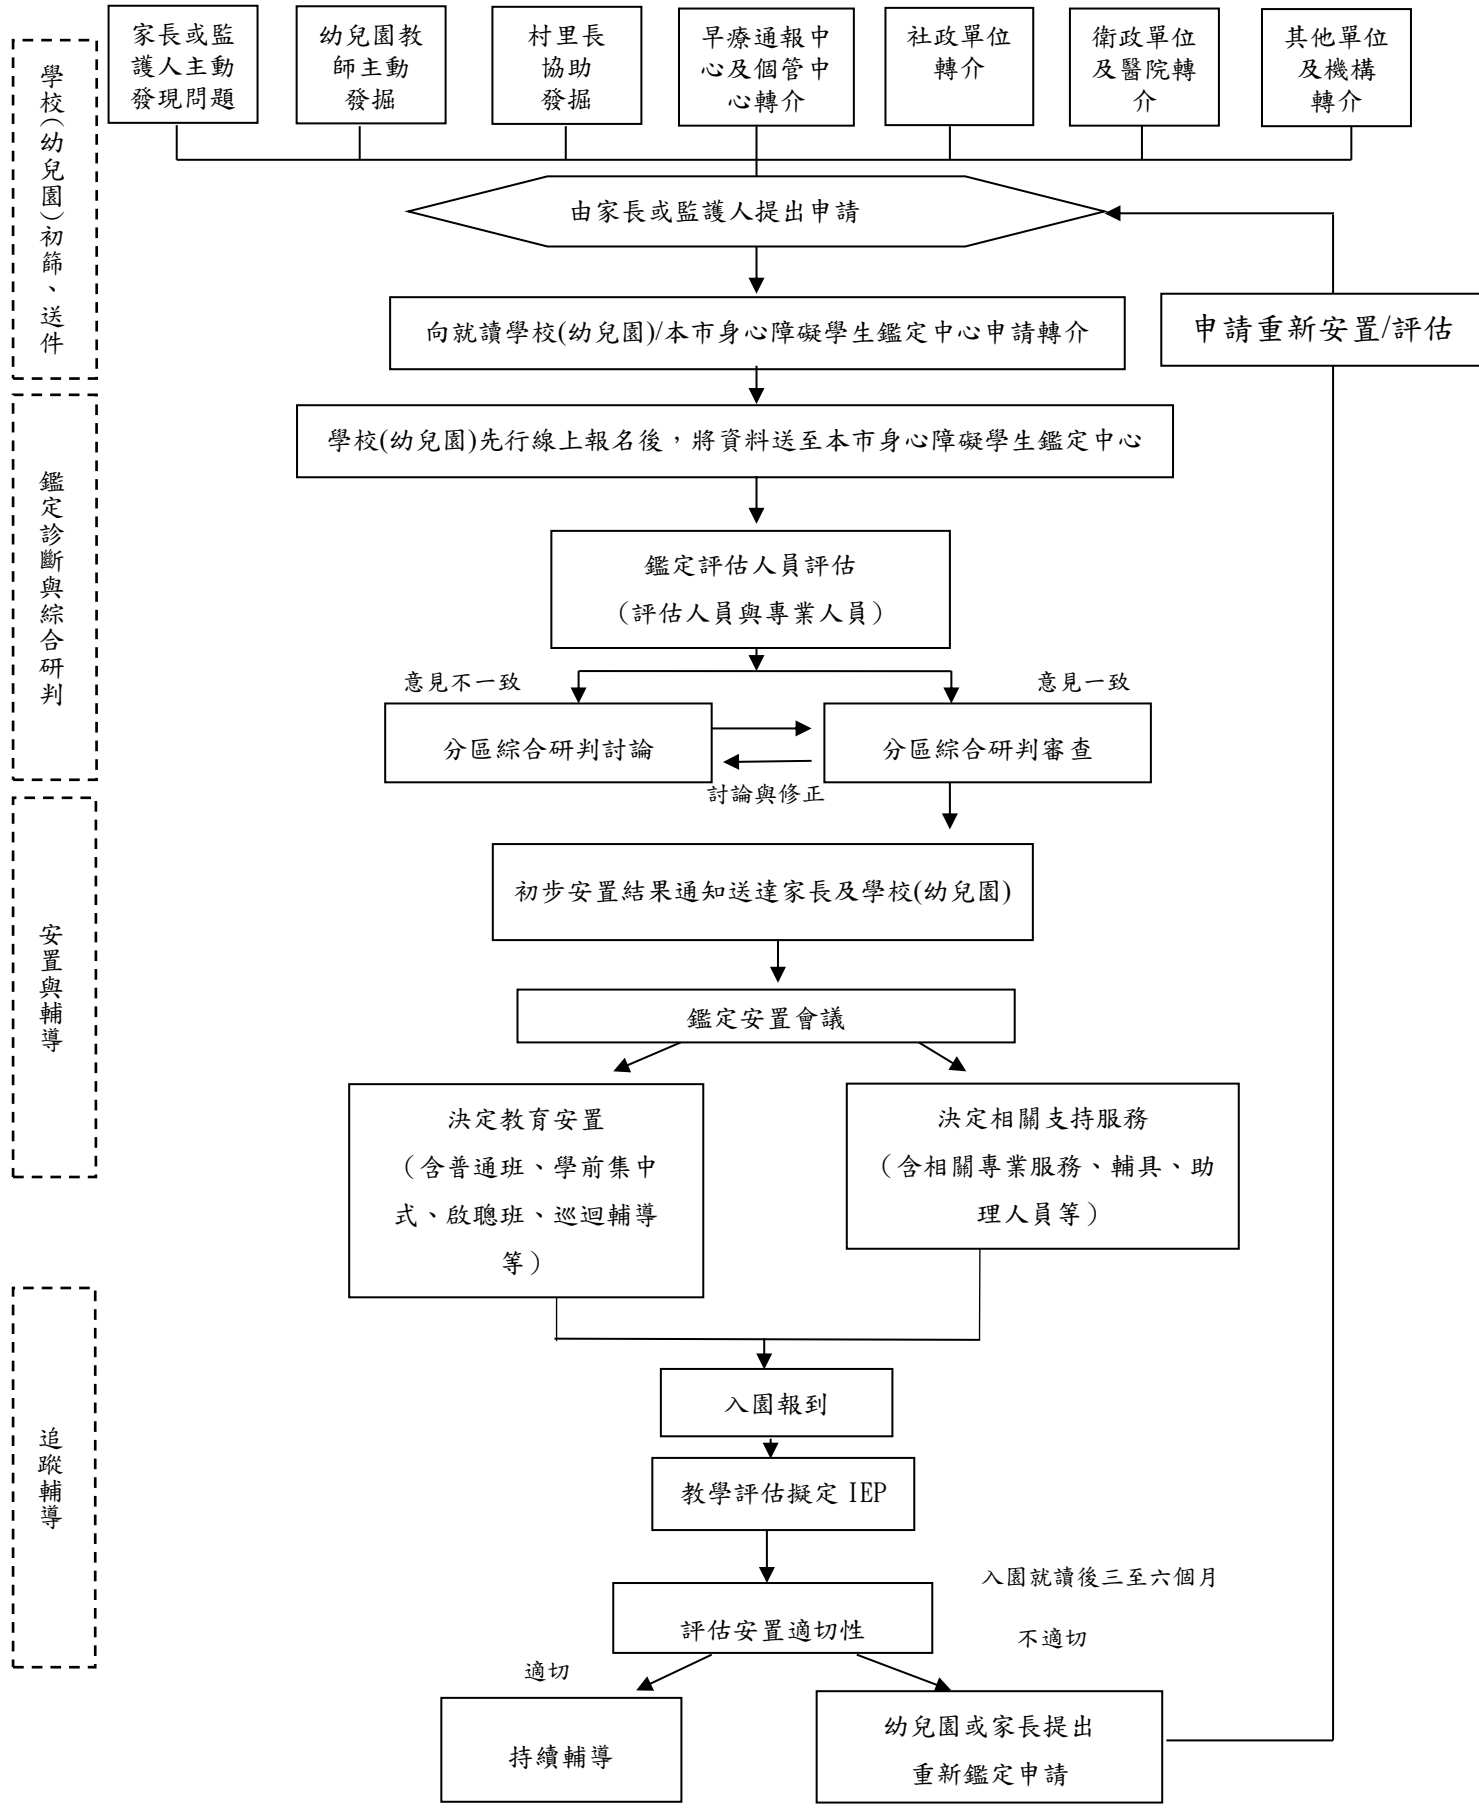 家長或監
護人主動
發現問題
幼兒園教
師主動
發掘
村里長
協助
發掘
早療通報中
心及個管中
心轉介
社政單位
轉介
衛政單位
及醫院轉
介
其他單位
及機構
轉介
學校(幼兒園)初篩、送件
由家長或監護人提出申請
向就讀學校(幼兒園)/本市身心障礙學生鑑定中心申請轉介
申請重新安置/評估
鑑定診斷與綜合研判
學校(幼兒園)先行線上報名後，將資料送至本市身心障礙學生鑑定中心
鑑定評估人員評估
（評估人員與專業人員）
意見不一致
意見一致
分區綜合研判討論
分區綜合研判審查
討論與修正
安置與輔導
初步安置結果通知送達家長及學校(幼兒園)
鑑定安置會議
決定教育安置
（含普通班、學前集中
式、啟聰班、巡迴輔導
等）
決定相關支持服務
（含相關專業服務、輔具、助
理人員等）
追蹤輔導
入園報到
教學評估擬定 IEP
入園就讀後三至六個月
評估安置適切性
不適切
適切
持續輔導
幼兒園或家長提出
重新鑑定申請